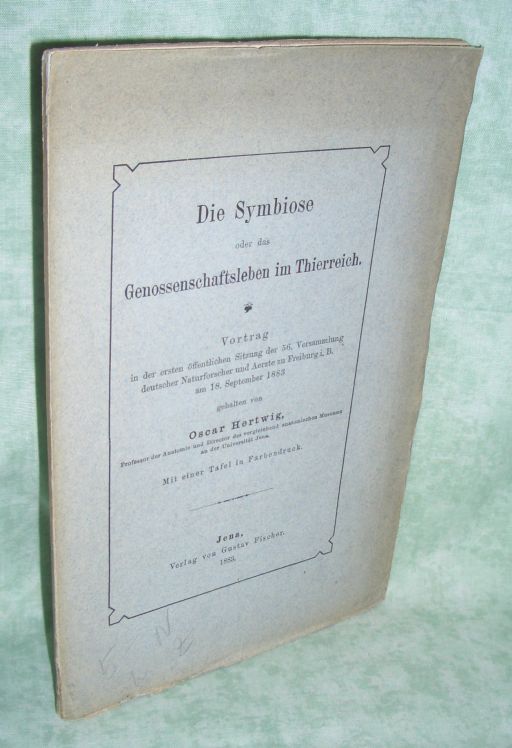 Die Symbiose
oder das
Genossenschaftsleben im Thierreich.
Vortrag
in der ersten öffentlichen Sitzung der 56. Versammlung
deutscher Naturforscher und Aerzte zu Freiburg i. B.
am 18. September 1883
gehalten von
Oscar Hertwig,
Professor der Anatomie und Director des vergleichend anatomischen Museums
an der Universität Jena.
Mit einer Tafel in Farbendruck.
Jena,
Verlag von Gustav Fischer.
1883.